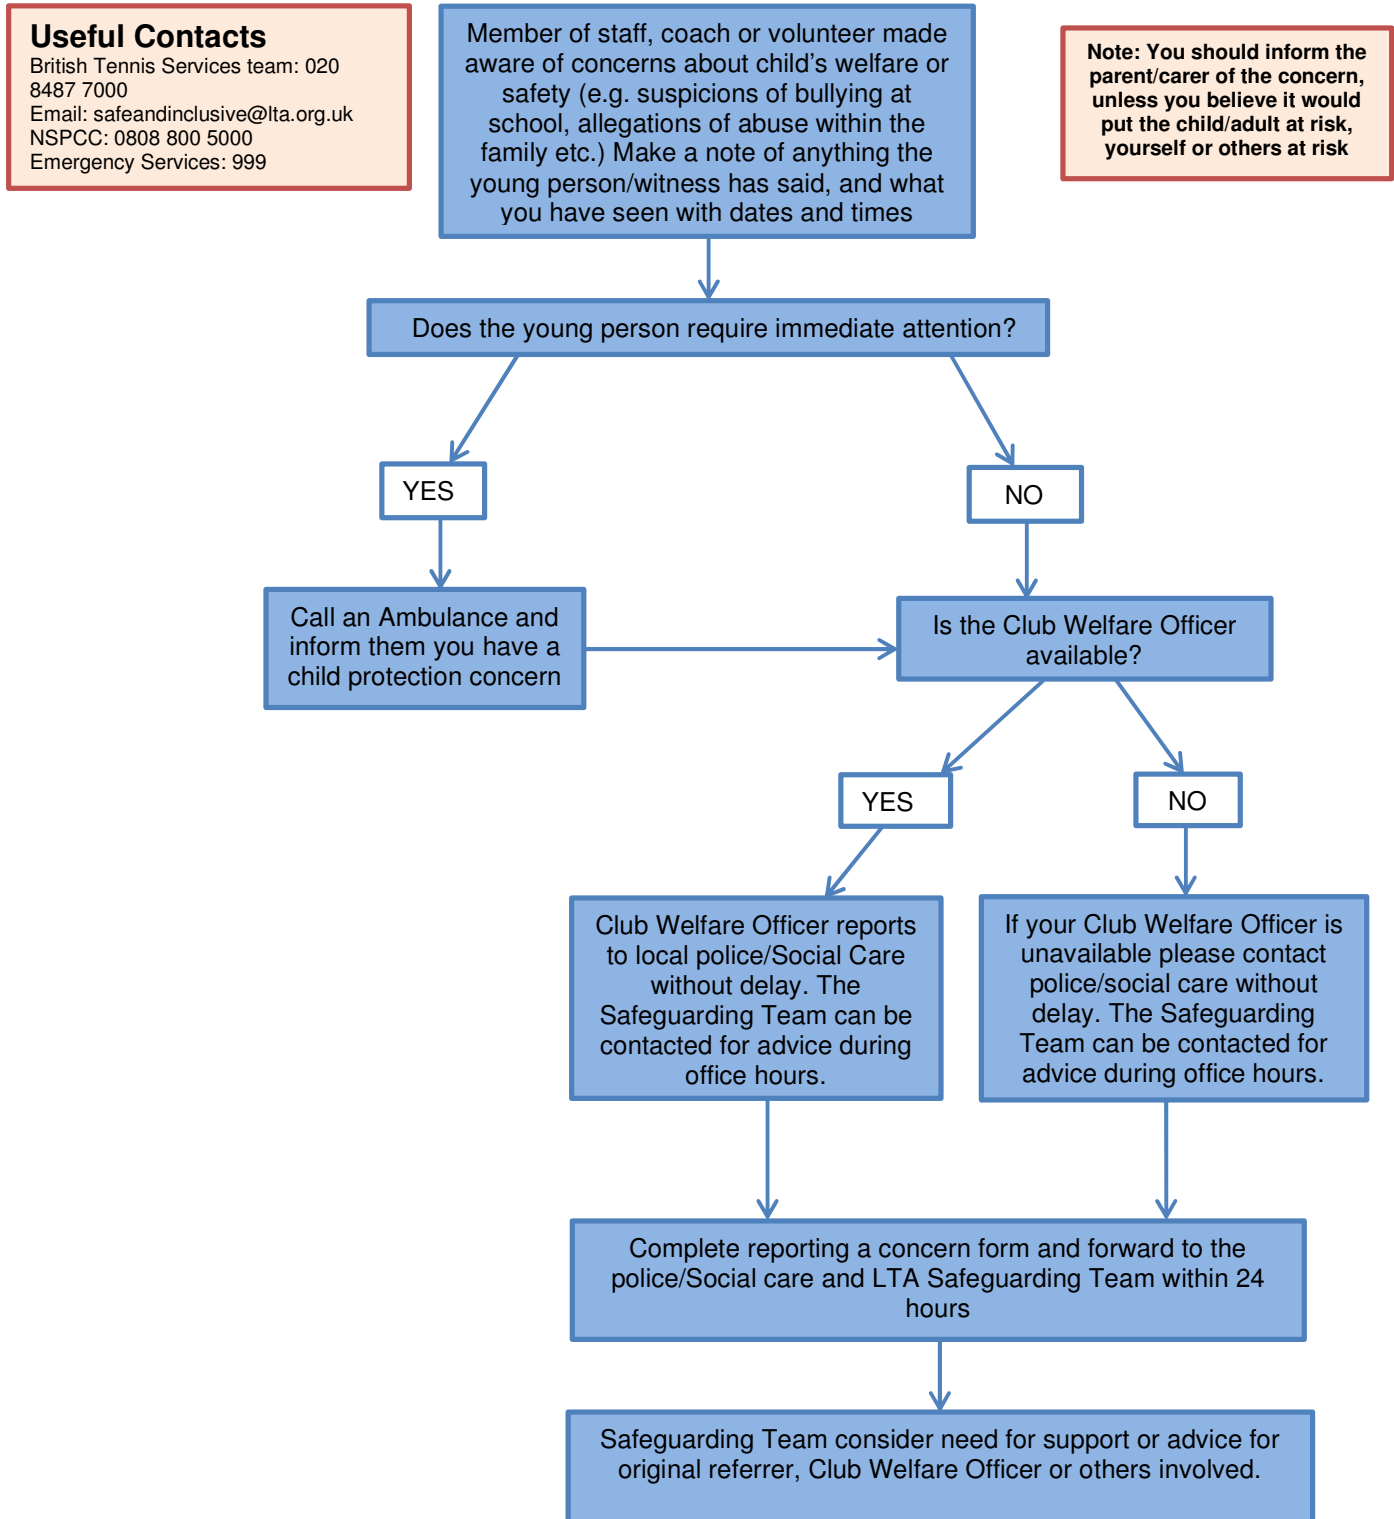 Useful Contacts
British Tennis Services team: 020
8487 7000
Email: safeandinclusive@lta.org.uk
NSPCC: 0808 800 5000
Emergency Services: 999
Member of staff, coach or volunteer made
aware of concerns about child’s welfare or
safety (e.g. suspicions of bullying at
school, allegations of abuse within the
family etc.) Make a note of anything the
young person/witness has said, and what
you have seen with dates and times
Note: You should inform the
parent/carer of the concern,
unless you believe it would
put the child/adult at risk,
yourself or others at risk
Does the young person require immediate attention?
YES
NO
Call an Ambulance and
inform them you have a
child protection concern
Is the Club Welfare Officer
available?
YES
NO
Club Welfare Officer reports
to local police/Social Care
without delay. The
Safeguarding Team can be
contacted for advice during
office hours.
If your Club Welfare Officer is
unavailable please contact
police/social care without
delay. The Safeguarding
Team can be contacted for
advice during office hours.
Complete reporting a concern form and forward to the
police/Social care and LTA Safeguarding Team within 24
hours
Safeguarding Team consider need for support or advice for
original referrer, Club Welfare Officer or others involved.